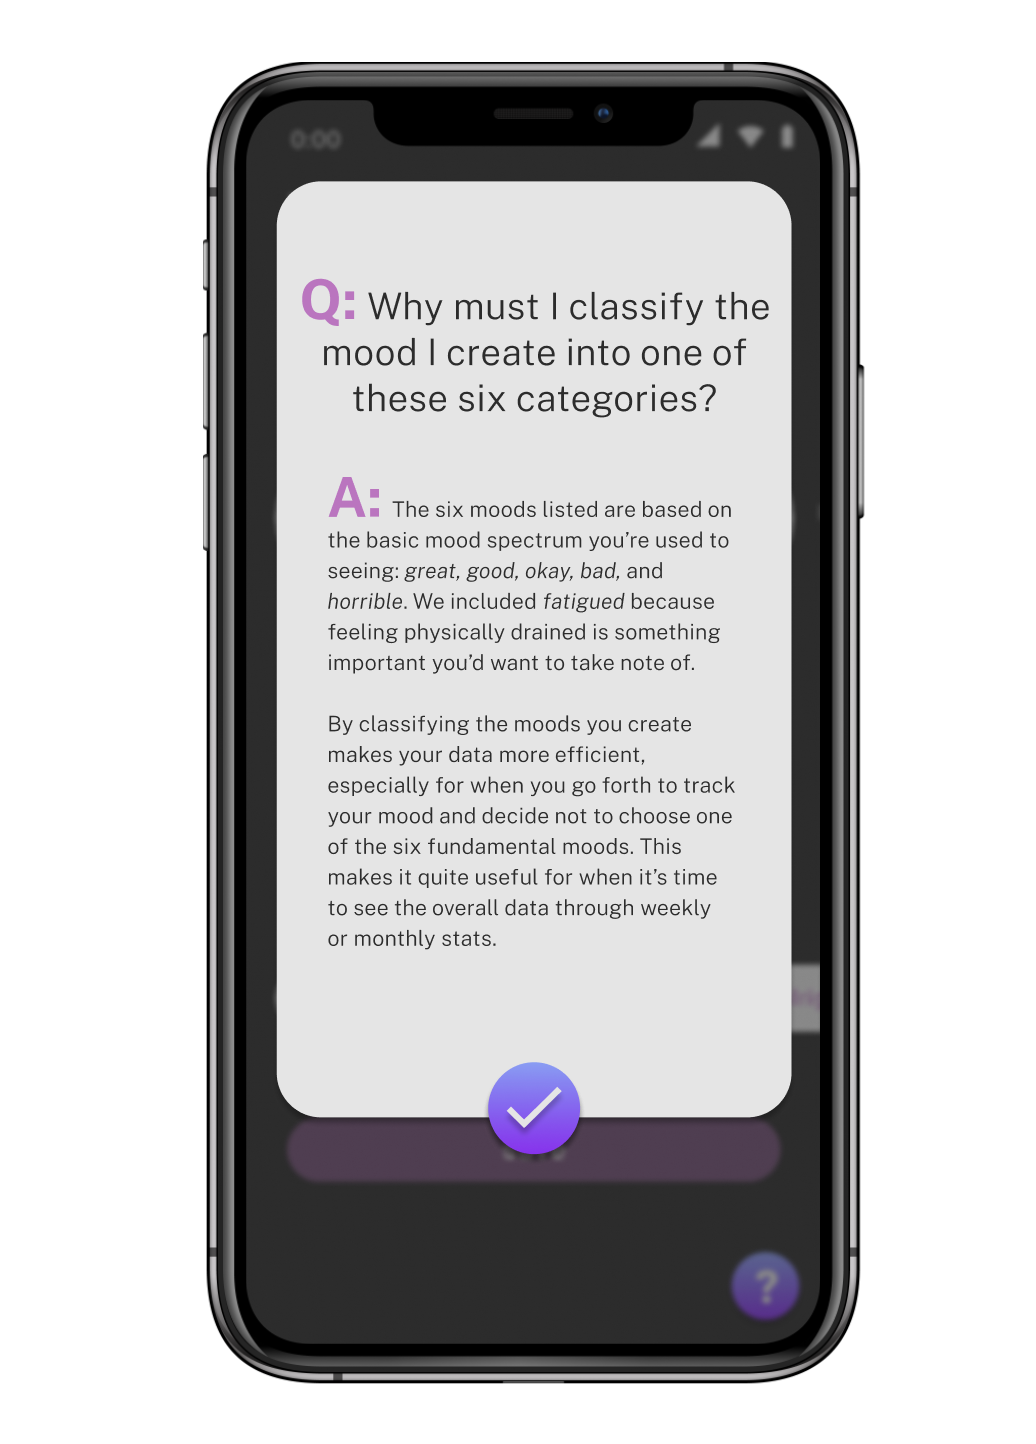 0:00
Q: Why must I classify the
mood I create into one of
these six categories?
A: The six moods listed are based on
the basic mood spectrum you’re used to
seeing: great, good, okay, bad, and
horrible. We included fatigued because
feeling physically drained is something
important you’d want to take note of.
By classifying the moods you create
makes your data more efficient,
especially for when you go forth to track
your mood and decide not to choose one
of the six fundamental moods. This
makes it quite useful for when it’s time
to see the overall data through weekly
or monthly stats.
?